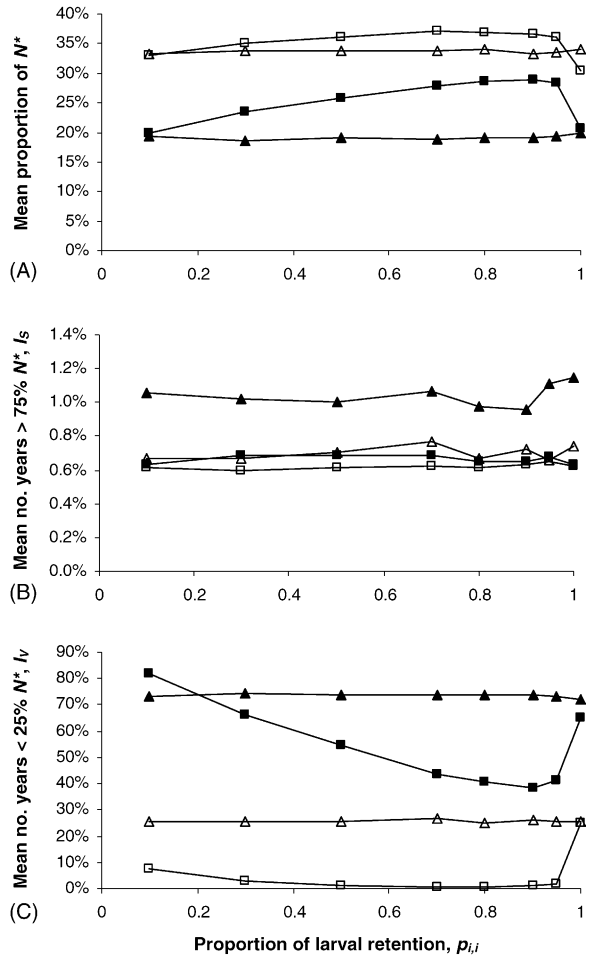 40%
35%
30%
25%
20%
15%
10%
5%
0%
Mean proportion of N*
(A)
0 0.2 0.4 0.6 0.8 1
1.4%
1.2%
1.0%
0.8%
0.6%
0.4%
0.2%
0.0%
Mean no. years > 75% N*, IS
(B)
0 0.2 0.4 0.6 0.8 1
90%
80%
70%
60%
50%
40%
30%
20%
10%
0%
Mean no. years < 25% N*, IV
(C)
0 0.2 0.4 0.6 0.8 1
Proportion of larval retention, pi,i